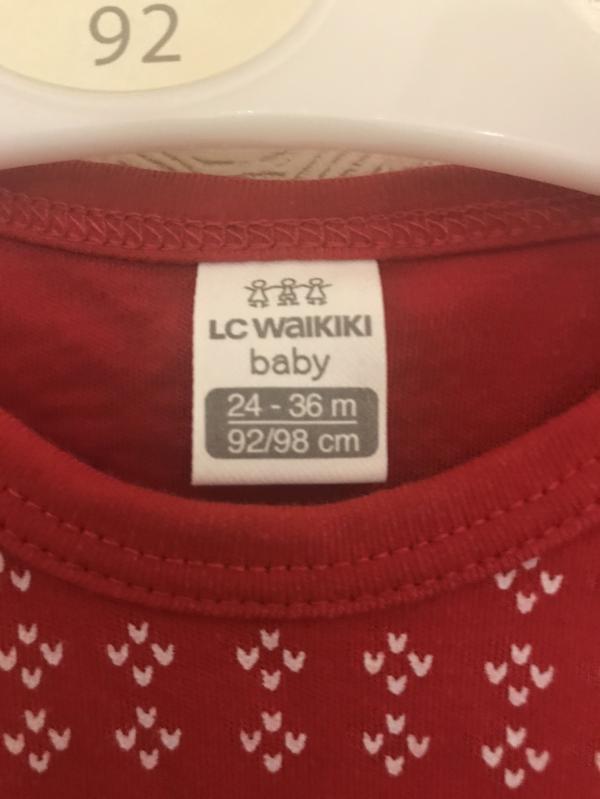 92
LC WAIKIKI
baby
24 - 36 m
92/98 cm